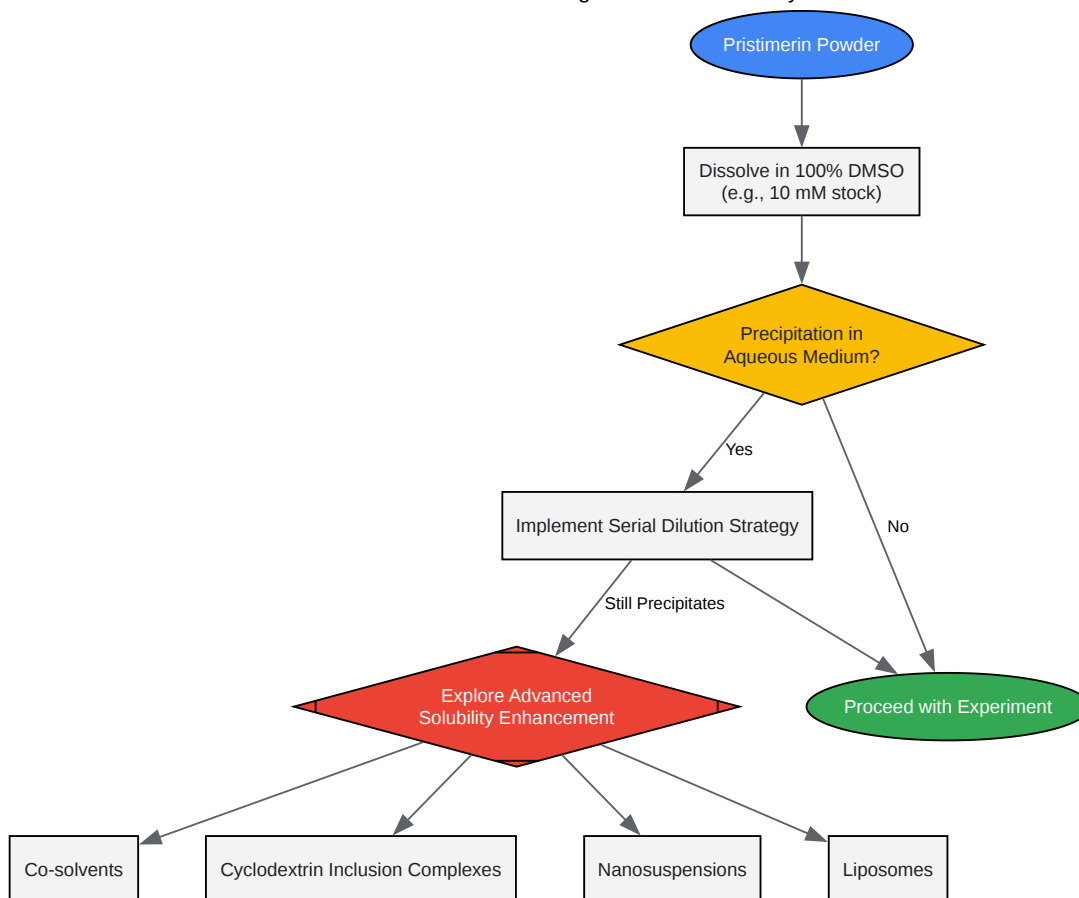 Pristimerin Powder
Dissolve in 100% DMSO
(e.g., 10 mM stock)
Precipitation in
Aqueous Medium?
Yes
Implement Serial Dilution Strategy
No
Still Precipitates
Explore Advanced
Solubility Enhancement
Proceed with Experiment
Co-solvents
Cyclodextrin Inclusion Complexes
Nanosuspensions
Liposomes